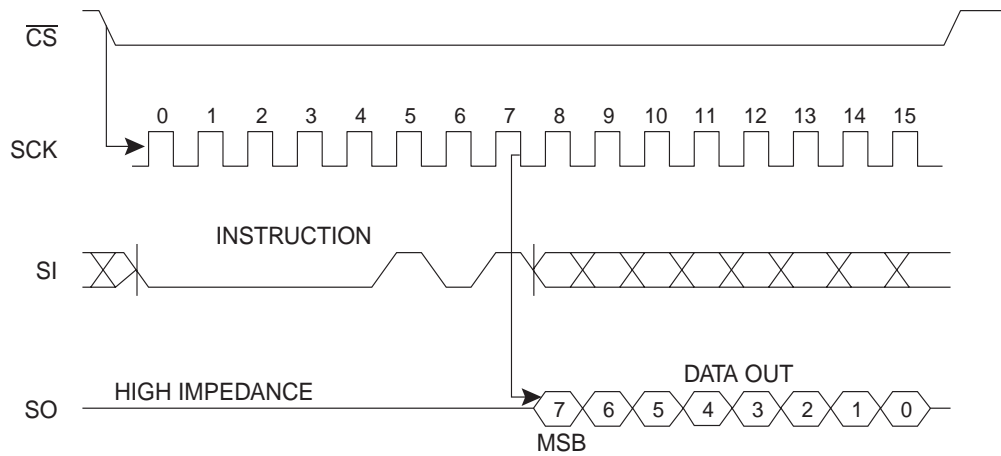 CS
0 1 2 3 4 5 6 7 8 9 10 11 12 13 14 15
SCK
INSTRUCTION
SI
HIGH IMPEDANCE
DATA OUT
SO
7 6 5 4 3 2 1 0
MSB